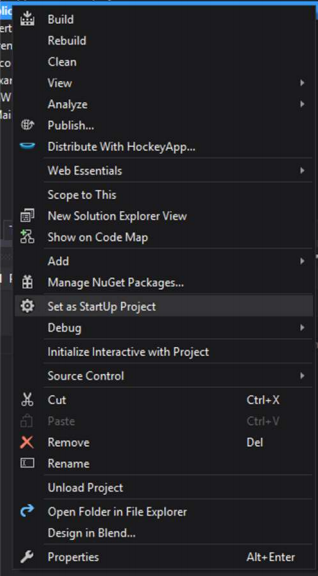 Build
Rebuild
Clean
View
Analyze
Publish...
Distribute With HockeyApp...
Web Essentials
Scope to This
New Solution Explorer View
Show on Code Map
Add
Manage NuGet Packages...
Set as StartUp Project
Debug
Initialize Interactive with Project
Source Control
Cut Ctrl+X
Paste Ctrl+V
Remove Del
Rename
Unload Project
Open Folder in File Explorer
Design in Blend...
Properties Alt+Enter